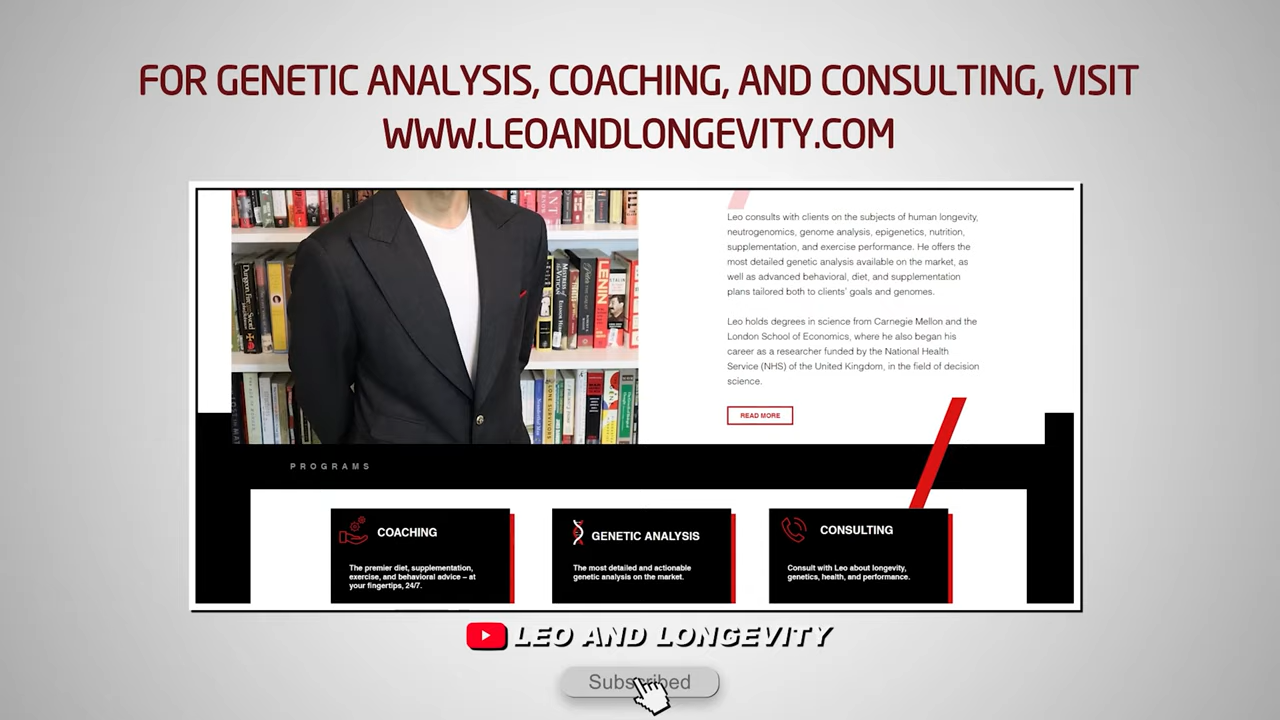 FOR GENETIC ANALYSIS, COACHING, AND CONSULTING, VISIT
WWW.LEOANDLONGEVITY.COM
Leo consults with clients on the subjects of human longevity,
neutrogenomics, genome analysis, epigenetics, nutrition,
supplementation, and exercise performance. He offers the
most detailed genetic analysis available on the market, as
well as advanced behavioral, diet, and supplementation
plans tailored both to clients' goals and genomes.
Leo holds degrees in science from Carnegie Mellon and the
London School of Economics, where he also began his
career as a researcher funded by the National Health
Service (NHS) of the United Kingdom, in the field of decision
science.
READ MORE
LENIN
STALIN
PROGRAMS
COACHING
The premier diet, supplementation,
exercise, and behavioral advice – at
your fingertips, 24/7.
GENETIC ANALYSIS
The most detailed and actionable
genetic analysis on the market.
CONSULTING
Consult with Leo about longevity,
genetics, health, and performance.
LEO AND LONGEVITY
Subscribed